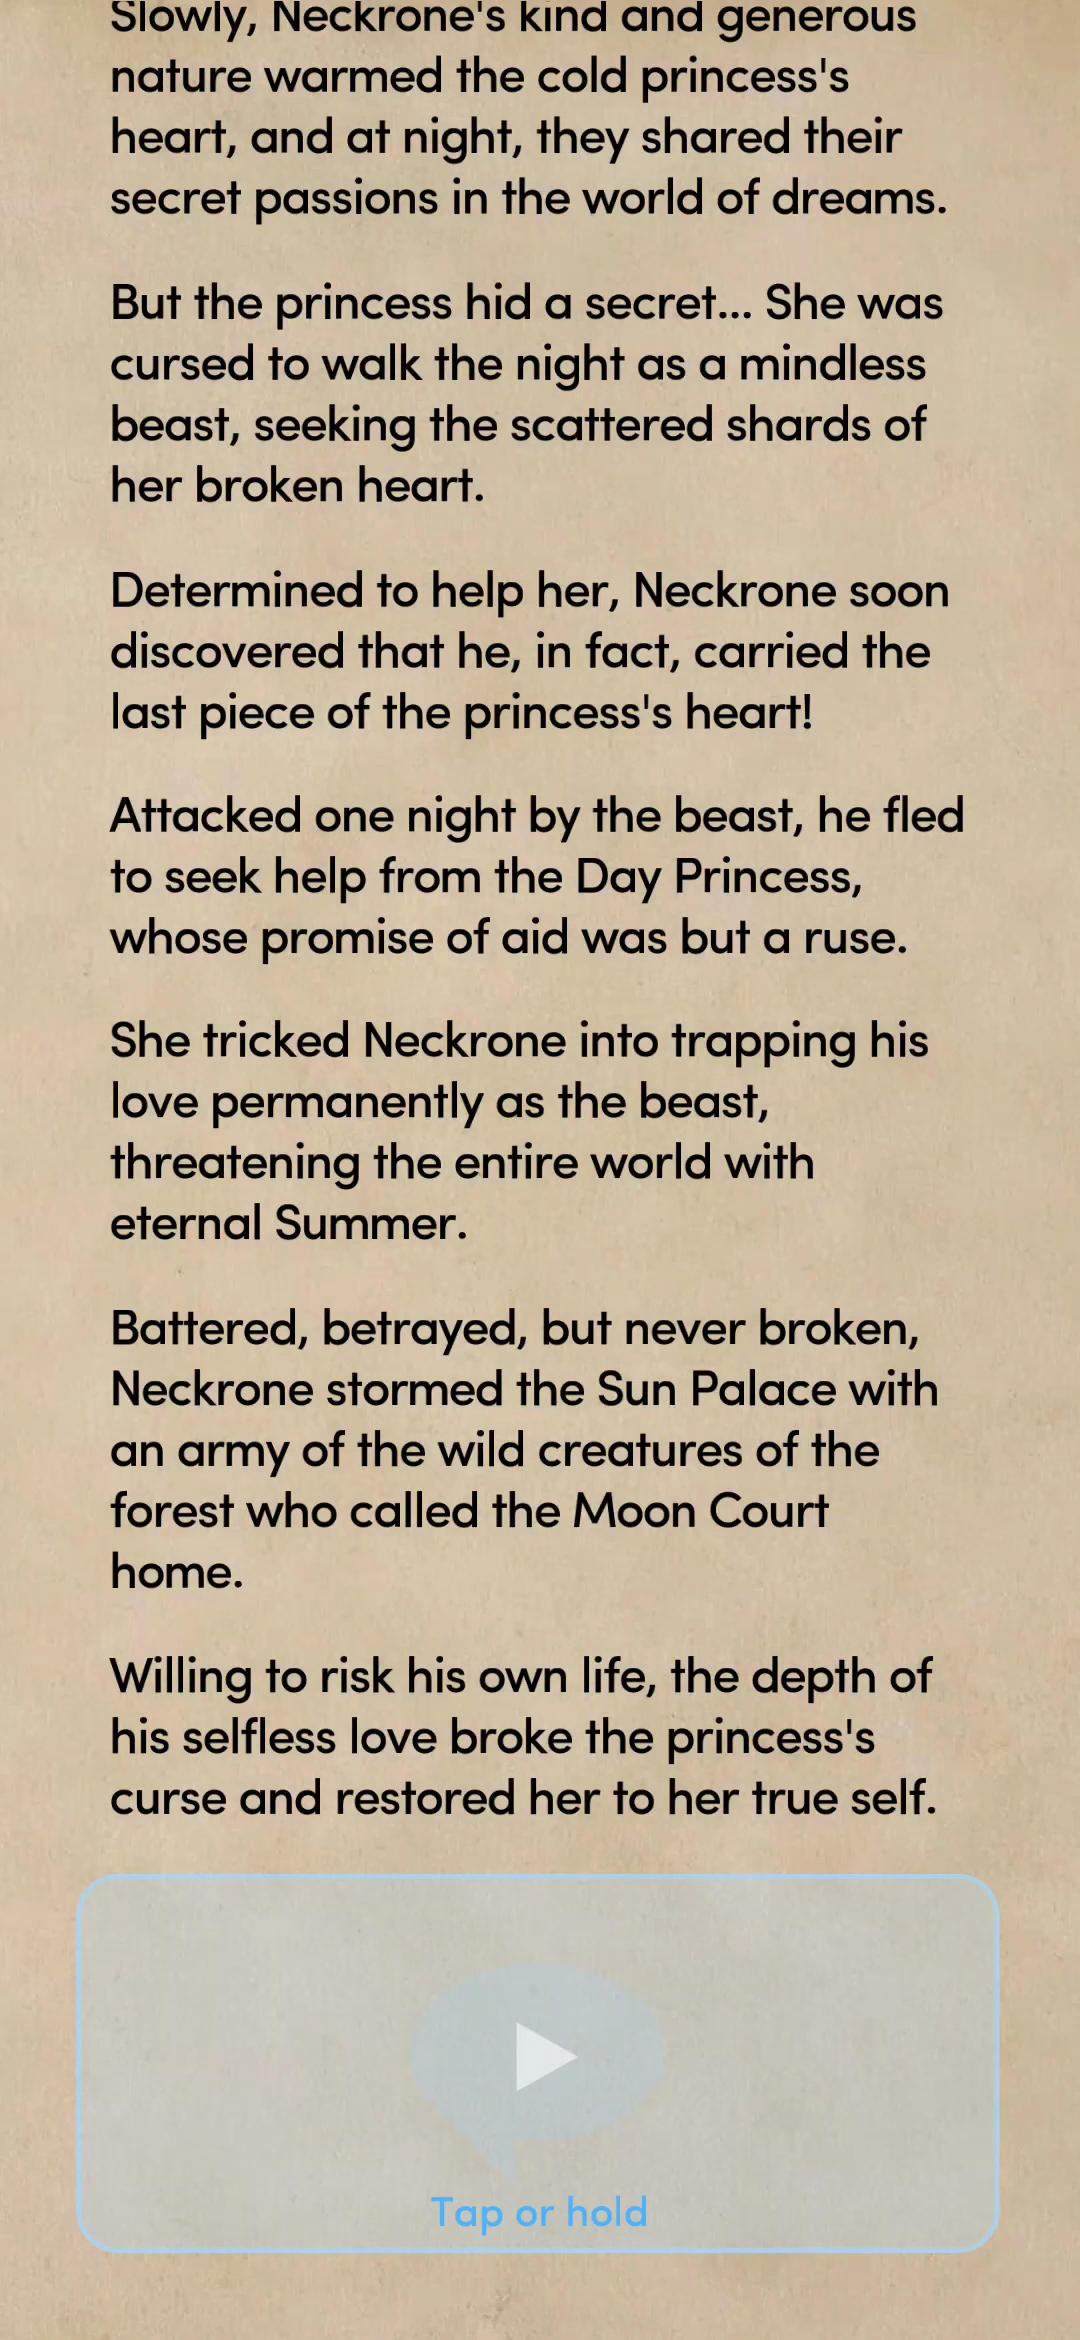 Slowly, Neckrone's kind and generous
nature warmed the cold princess's
heart, and at night, they shared their
secret passions in the world of dreams.
But the princess hid a secret... She was
cursed to walk the night as a mindless
beast, seeking the scattered shards of
her broken heart.
Determined to help her, Neckrone soon
discovered that he, in fact, carried the
last piece of the princess's heart!
Attacked one night by the beast, he fled
to seek help from the Day Princess,
whose promise of aid was but a ruse.
She tricked Neckrone into trapping his
love permanently as the beast,
threatening the entire world with
eternal Summer.
Battered, betrayed, but never broken,
Neckrone stormed the Sun Palace with
an army of the wild creatures of the
forest who called the Moon Court
home.
Willing to risk his own life, the depth of
his selfless love broke the princess's
curse and restored her to her true self.
Tap or hold